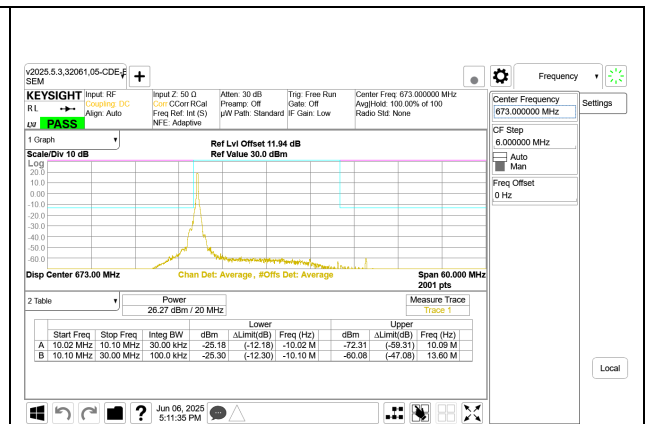 v2025.5.3,32061,05-CDE-F
SEM
Frequency
KEYSIGHT Input: RF Input Z: 50 Ω Atten: 30 dB Trig: Free Run Center Freq: 673.000000 MHz
R L Coupling: DC Corr CCorr RCal Preamp: Off Gate: Off Avg|Hold: 100.00% of 100
Align: Auto Freq Ref: Int (S) µW Path: Standard IF Gain: Low Radio Std: None
LXI PASS NFE: Adaptive
Center Frequency
673.000000 MHz
Settings
CF Step
6.000000 MHz
Auto
Man
Freq Offset
0 Hz
1 Graph
Ref Lvl Offset 11.94 dB
Scale/Div 10 dB Ref Value 30.0 dBm
Log
20.0
10.0
0.00
-10.0
-20.0
-30.0
-40.0
-50.0
-60.0
Disp Center 673.00 MHz Chan Det: Average , #Offs Det: Average Span 60.000 MHz
2001 pts
2 Table Power Measure Trace
26.27 dBm / 20 MHz Trace 1
Lower Upper
Start Freq Stop Freq Integ BW dBm ΔLimit(dB) Freq (Hz) dBm ΔLimit(dB) Freq (Hz)
A 10.02 MHz 10.10 MHz 30.00 kHz -25.18 (-12.18) -10.02 M -72.31 (-59.31) 10.09 M
B 10.10 MHz 30.00 MHz 100.0 kHz -25.30 (-12.30) -10.10 M -60.08 (-47.08) 13.60 M
Local
? Jun 06, 2025
5:11:35 PM